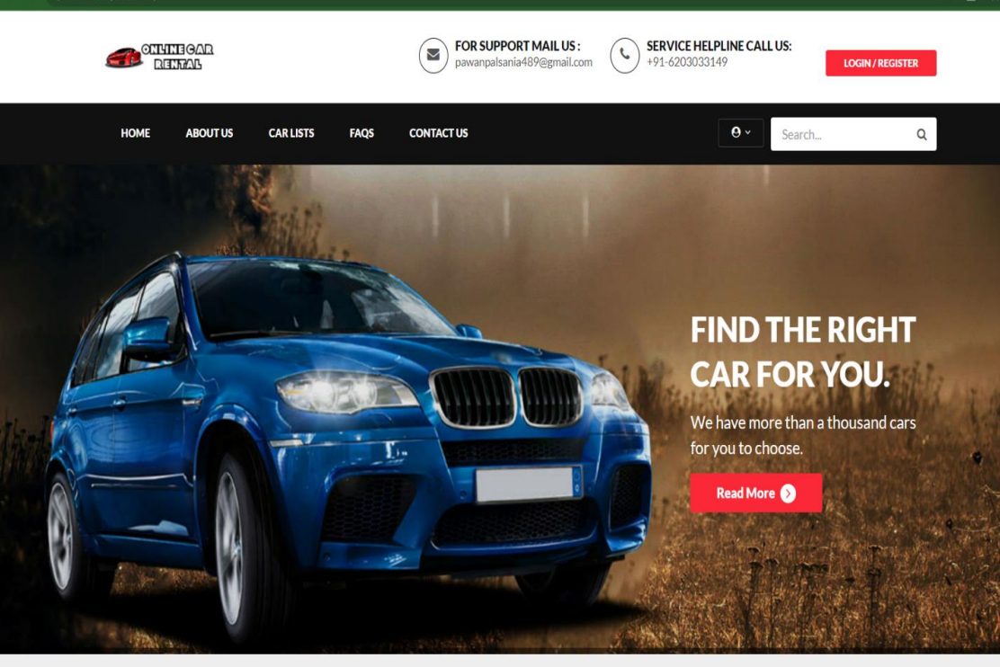 ONLINE CAR
RENTAL
FOR SUPPORT MAIL US :
pawanpalsania489@gmail.com
SERVICE HELPLINE CALL US:
+91-6203033149
LOGIN / REGISTER
HOME
ABOUT US
CAR LISTS
FAQS
CONTACT US
Search...
FIND THE RIGHT
CAR FOR YOU.
We have more than a thousand cars
for you to choose.
Read More